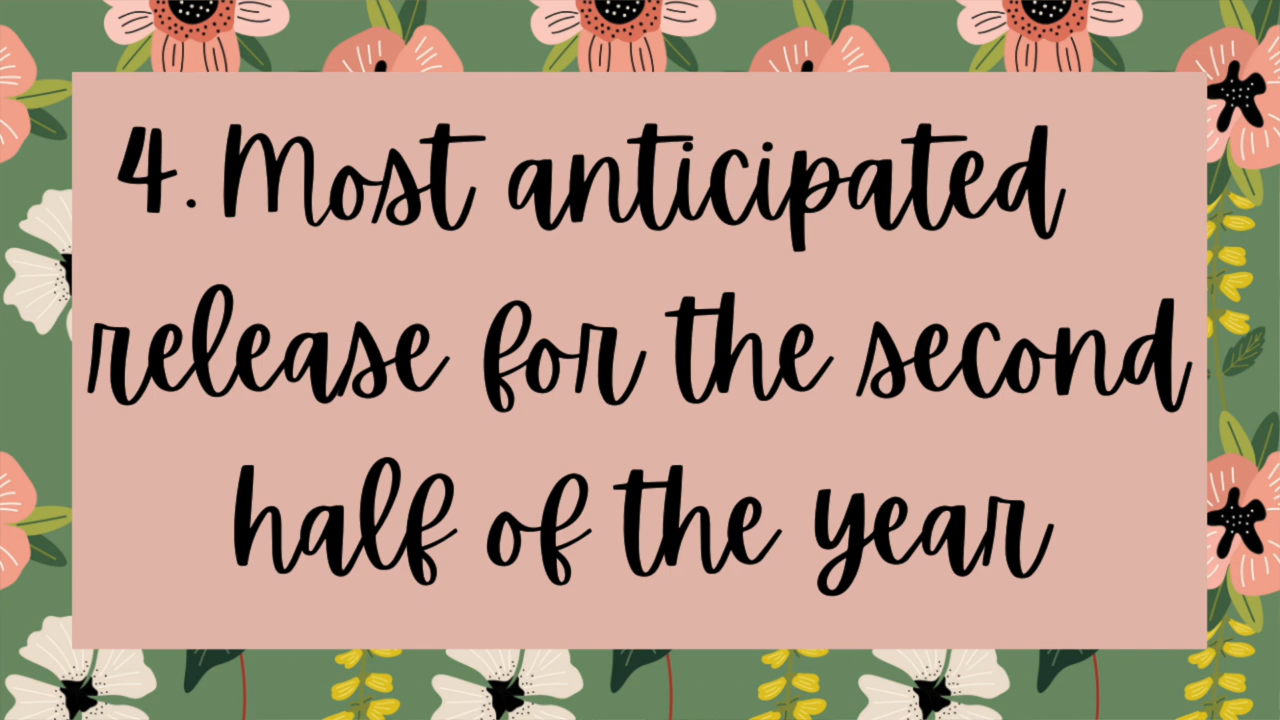 4. Most anticipated
release for the second
half of the year